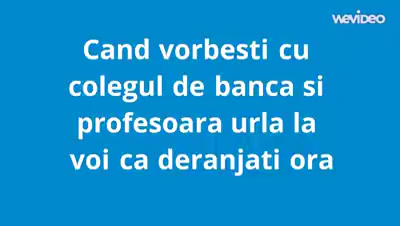 WEVIDEO
Cand vorbesti cu
colegul de banca si
profesoara urla la
voi ca deranjati ora